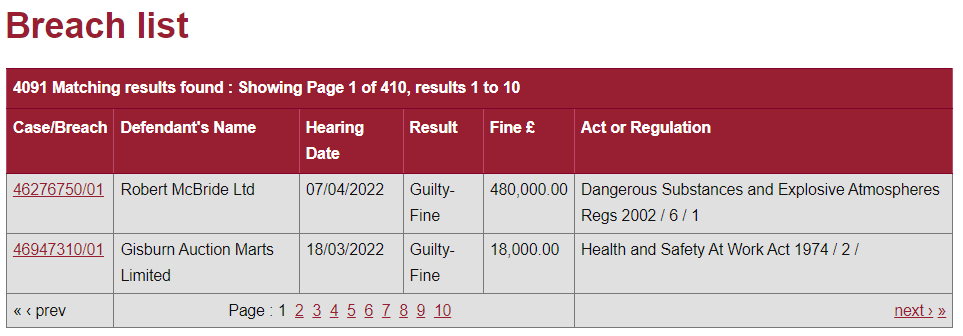 Breach list
4091 Matching results found : Showing Page 1 of 410, results 1 to 10
Case/Breach Defendant's Name Hearing Date Result Fine £ Act or Regulation
46276750/01 Robert McBride Ltd 07/04/2022 Guilty-Fine 480,000.00 Dangerous Substances and Explosive Atmospheres Regs 2002 / 6 / 1
46947310/01 Gisburn Auction Marts Limited 18/03/2022 Guilty-Fine 18,000.00 Health and Safety At Work Act 1974 / 2 /
« ‹ prev Page : 1 2 3 4 5 6 7 8 9 10 next › »